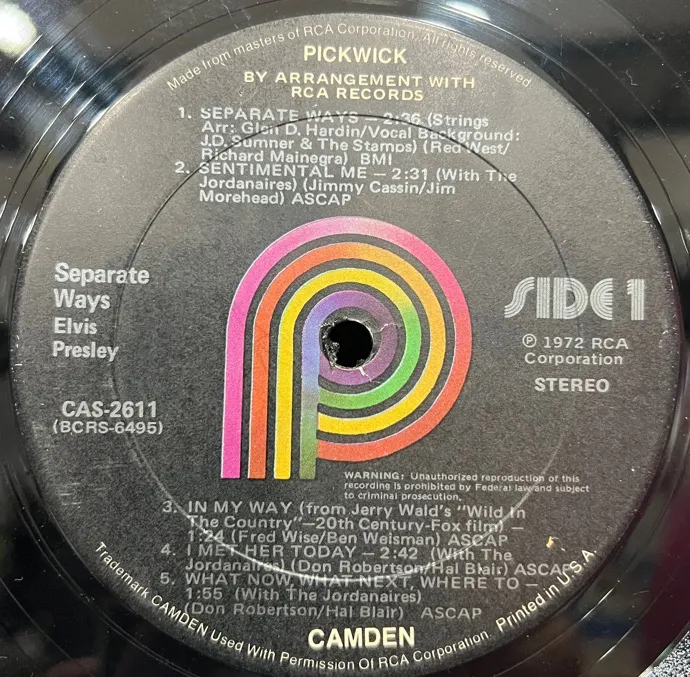 Made from masters of RCA Corporation. All rights reserved
PICKWICK
BY ARRANGEMENT WITH
RCA RECORDS
1. SEPARATE WAYS – 2:36 (Strings
Arr: Glen D. Hardin/Vocal Background:
J.D. Sumner & The Stamps) (Red West/
Richard Mainegra) BMI
2. SENTIMENTAL ME – 2:31 (With The
Jordanaires) (Jimmy Cassin/Jim
Morehead) ASCAP
Separate
Ways
Elvis
Presley
CAS-2611
(BCRS-6495)
SIDE 1
℗ 1972 RCA
Corporation
STEREO
WARNING: Unauthorized reproduction of this
recording is prohibited by Federal law and subject
to criminal prosecution.
3. IN MY WAY (from Jerry Wald's "Wild In
The Country"–20th Century-Fox film) –
1:24 (Fred Wise/Ben Weisman) ASCAP
4. I MET HER TODAY – 2:42 (With The
Jordanaires) (Don Robertson/Hal Blair) ASCAP
5. WHAT NOW, WHAT NEXT, WHERE TO –
1:55 (With The Jordanaires)
(Don Robertson/Hal Blair) ASCAP
CAMDEN
Trademark CAMDEN Used With Permission Of RCA Corporation Printed in U.S.A.